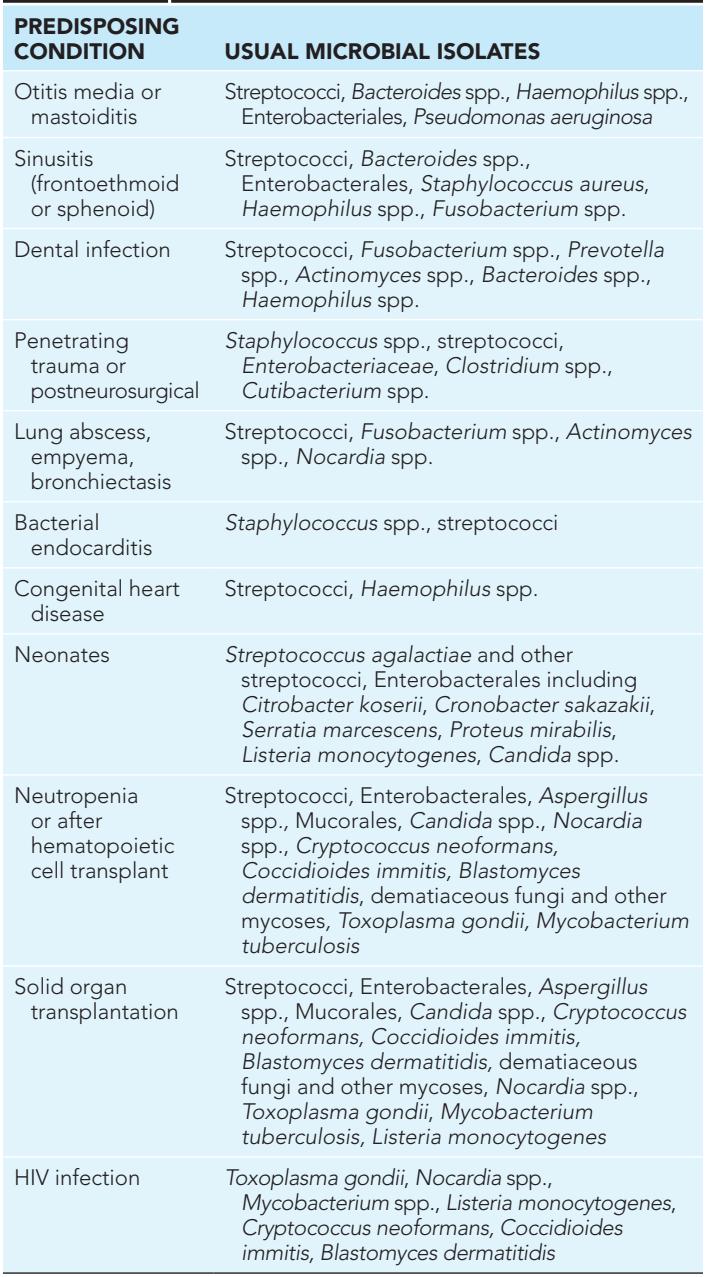 PREDISPOSING
CONDITION USUAL MICROBIAL ISOLATES
Otitis media or Streptococci, Bacteroides spp., Haemophilus spp.,
mastoiditis Enterobacteriales, Pseudomonas aeruginosa
Sinusitis Streptococci, Bacteroides spp.,
(frontoethmoid Enterobacterales, Staphylococcus aureus,
or sphenoid) Haemophilus spp., Fusobacterium spp.
Dental infection Streptococci, Fusobacterium spp., Prevotella
spp., Actinomyces spp., Bacteroides spp.,
Haemophilus spp.
Penetrating Staphylococcus spp., streptococci,
trauma or Enterobacteriaceae, Clostridium spp.,
postneurosurgical Cutibacterium spp.
Lung abscess, Streptococci, Fusobacterium spp., Actinomyces
empyema, spp., Nocardia spp.
bronchiectasis
Bacterial Staphylococcus spp., streptococci
endocarditis
Congenital heart Streptococci, Haemophilus spp.
disease
Neonates Streptococcus agalactiae and other
streptococci, Enterobacterales including
Citrobacter koserii, Cronobacter sakazakii,
Serratia marcescens, Proteus mirabilis,
Listeria monocytogenes, Candida spp.
Neutropenia Streptococci, Enterobacterales, Aspergillus
or after spp., Mucorales, Candida spp., Nocardia
hematopoietic spp., Cryptococcus neoformans,
cell transplant Coccidioides immitis, Blastomyces
dermatitidis, dematiaceous fungi and other
mycoses, Toxoplasma gondii, Mycobacterium
tuberculosis
Solid organ Streptococci, Enterobacterales, Aspergillus
transplantation spp., Mucorales, Candida spp., Cryptococcus
neoformans, Coccidioides immitis,
Blastomyces dermatitidis, dematiaceous
fungi and other mycoses, Nocardia spp.,
Toxoplasma gondii, Mycobacterium
tuberculosis, Listeria monocytogenes
HIV infection Toxoplasma gondii, Nocardia spp.,
Mycobacterium spp., Listeria monocytogenes,
Cryptococcus neoformans, Coccidioides
immitis, Blastomyces dermatitidis